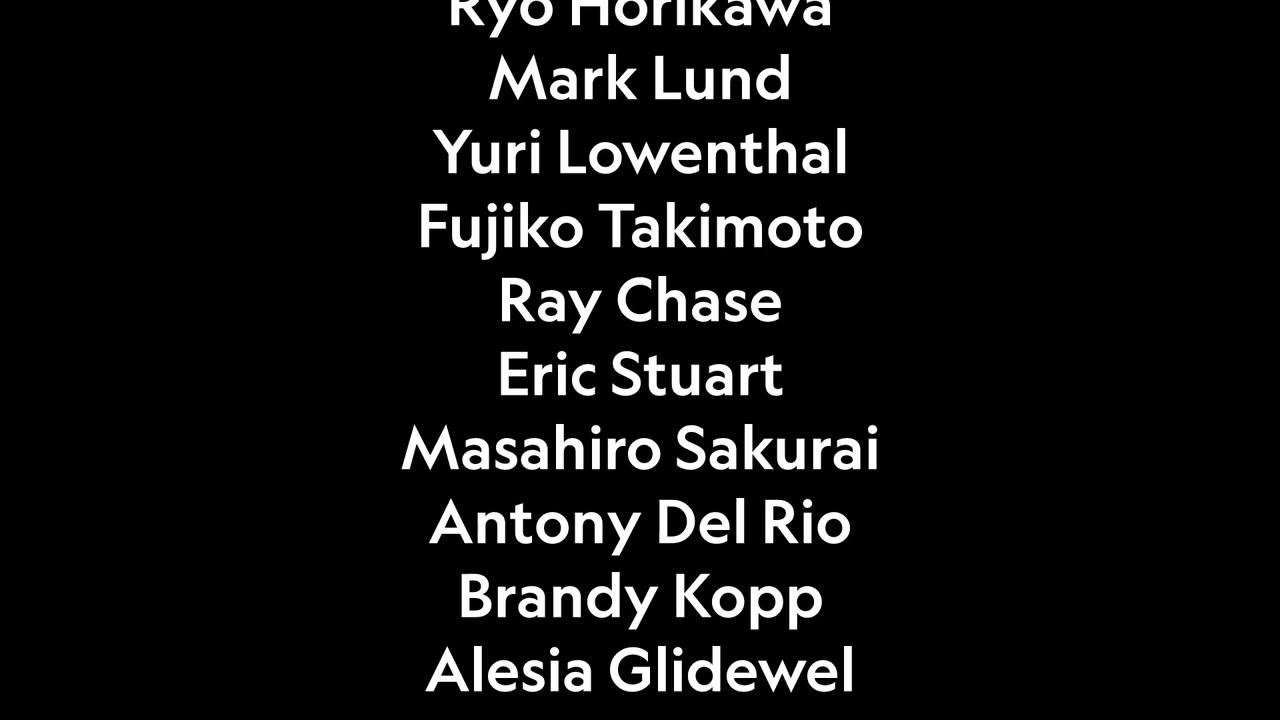 Ryo Horikawa
Mark Lund
Yuri Lowenthal
Fujiko Takimoto
Ray Chase
Eric Stuart
Masahiro Sakurai
Antony Del Rio
Brandy Kopp
Alesia Glidewel